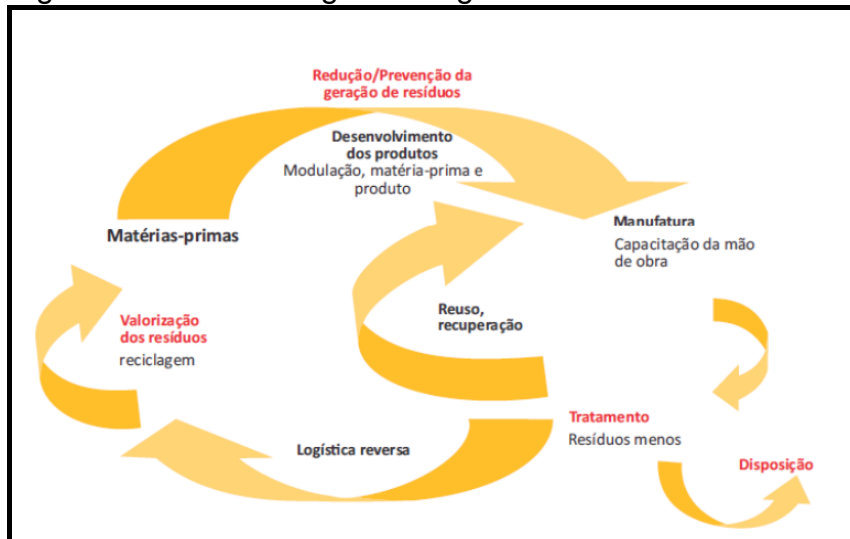 Redução/Prevenção da
geração de resíduos
Desenvolvimento
dos produtos
Modulação, matéria-prima e
produto
Matérias-primas
Manufatura
Capacitação da mão
de obra
Valorização
dos resíduos
reciclagem
Reuso,
recuperação
Tratamento
Resíduos menos
Logística reversa
Disposição